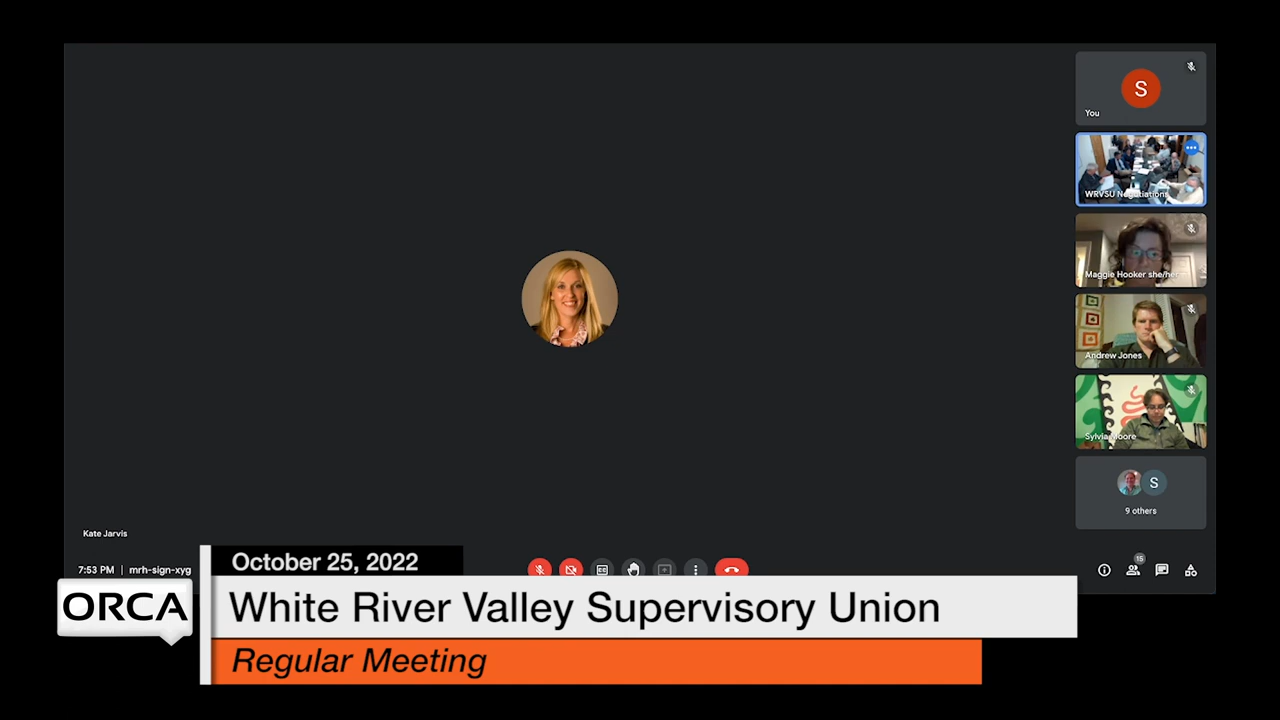 S
You
WRVSU Negotiations
Maggie Hooker she/her
Andrew Jones
Sylvia Moore
S
9 others
Kate Jarvis
7:53 PM | mrh-sign-xyg
15
October 25, 2022
ORCA
White River Valley Supervisory Union
Regular Meeting